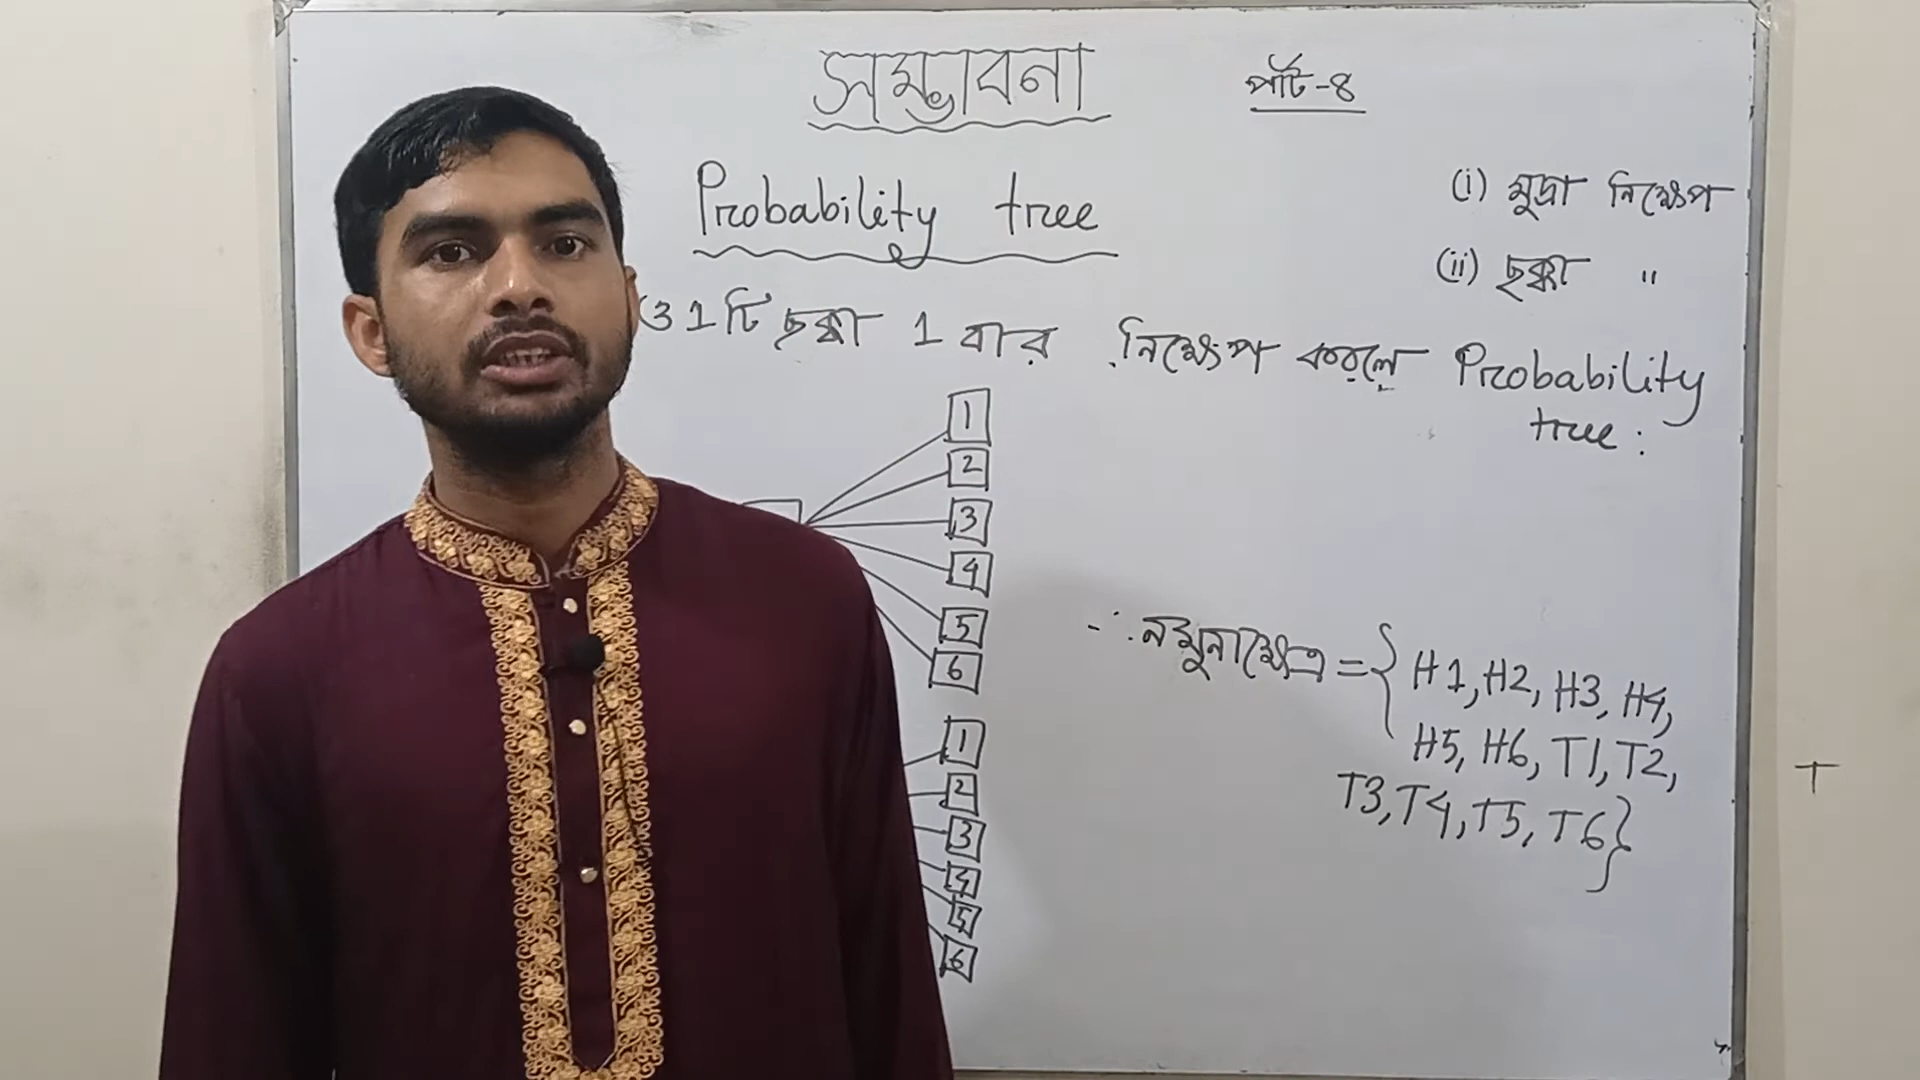 সম্ভাবনা
পার্ট-৪
Probability tree
(i) মুদ্রা নিক্ষেপ
(ii) ছক্কা "
ও 1 টি ছক্কা 1 বার নিক্ষেপ করলে Probability
tree:
1
2
3
4
5
6
1
2
3
4
5
6
∴ নমুনাক্ষেত্র = { H1, H2, H3, H4,
H5, H6, T1, T2,
T3, T4, T5, T6}
T